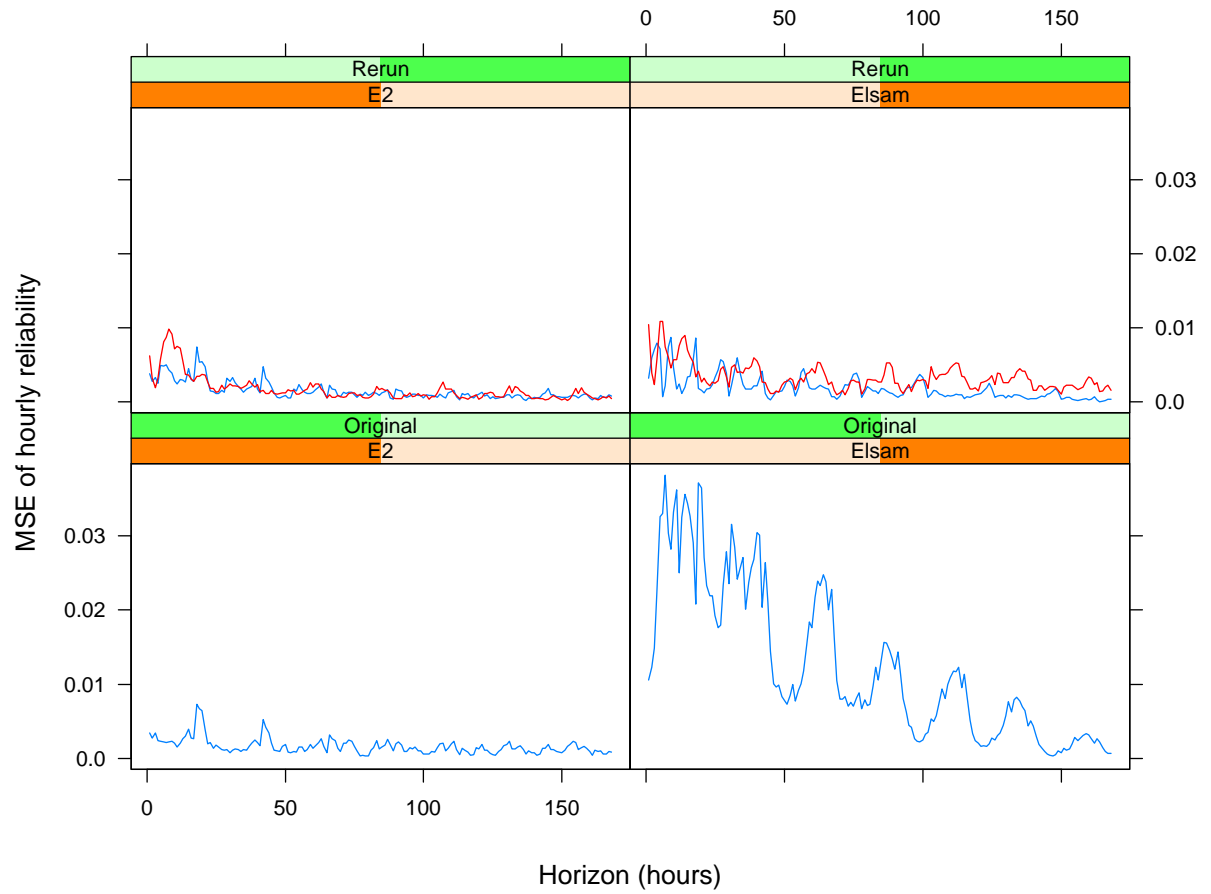 0 50 100 150
Rerun Rerun
E2 Elsam
0.03
0.02
0.01
0.0
Original Original
E2 Elsam
0.03
0.02
0.01
0.0
0 50 100 150
MSE of hourly reliability
Horizon (hours)